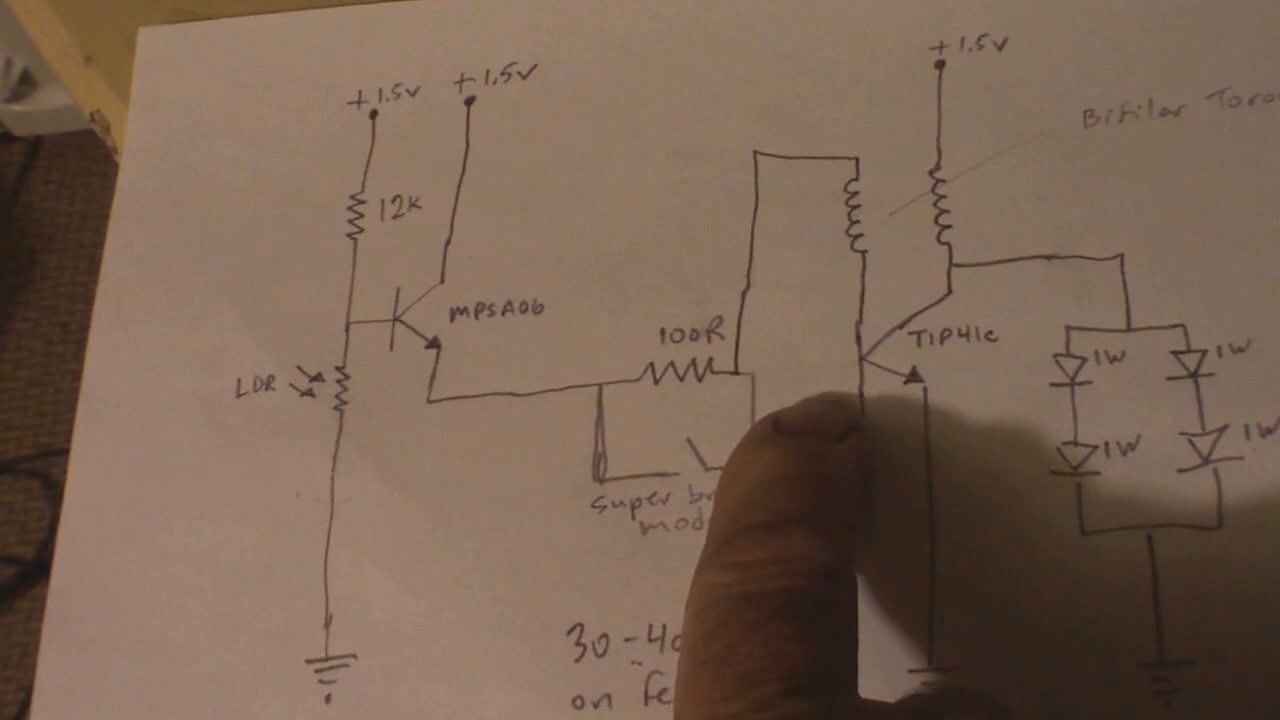 +1.5v
+1.5v
+1.5v
Bifilar
12K
MPSA06
100R
TIP41c
LDR
1W
1W
1W
1W
Super
30-40
on